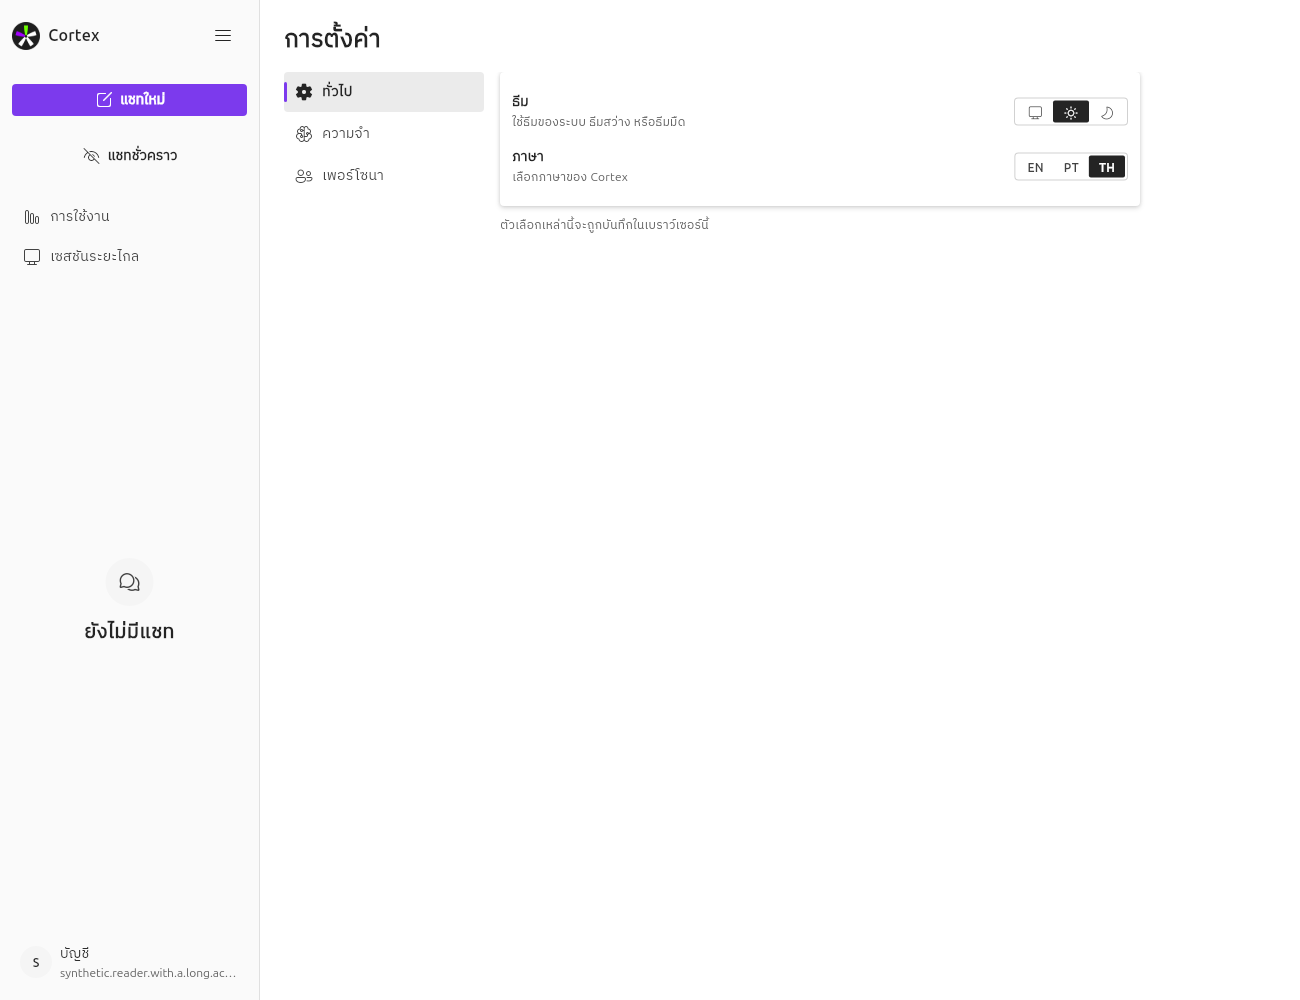 Cortex
แชทใหม่
แชทชั่วคราว
การใช้งาน
เซสชันระยะไกล
ยังไม่มีแชท
S
บัญชี
synthetic.reader.with.a.long.ac...
การตั้งค่า
ทั่วไป
ความจำ
เพอร์โซนา
ธีม
ใช้ธีมของระบบ ธีมสว่าง หรือธีมมืด
ภาษา
เลือกภาษาของ Cortex
EN PT TH
ตัวเลือกเหล่านี้จะถูกบันทึกในเบราว์เซอร์นี้